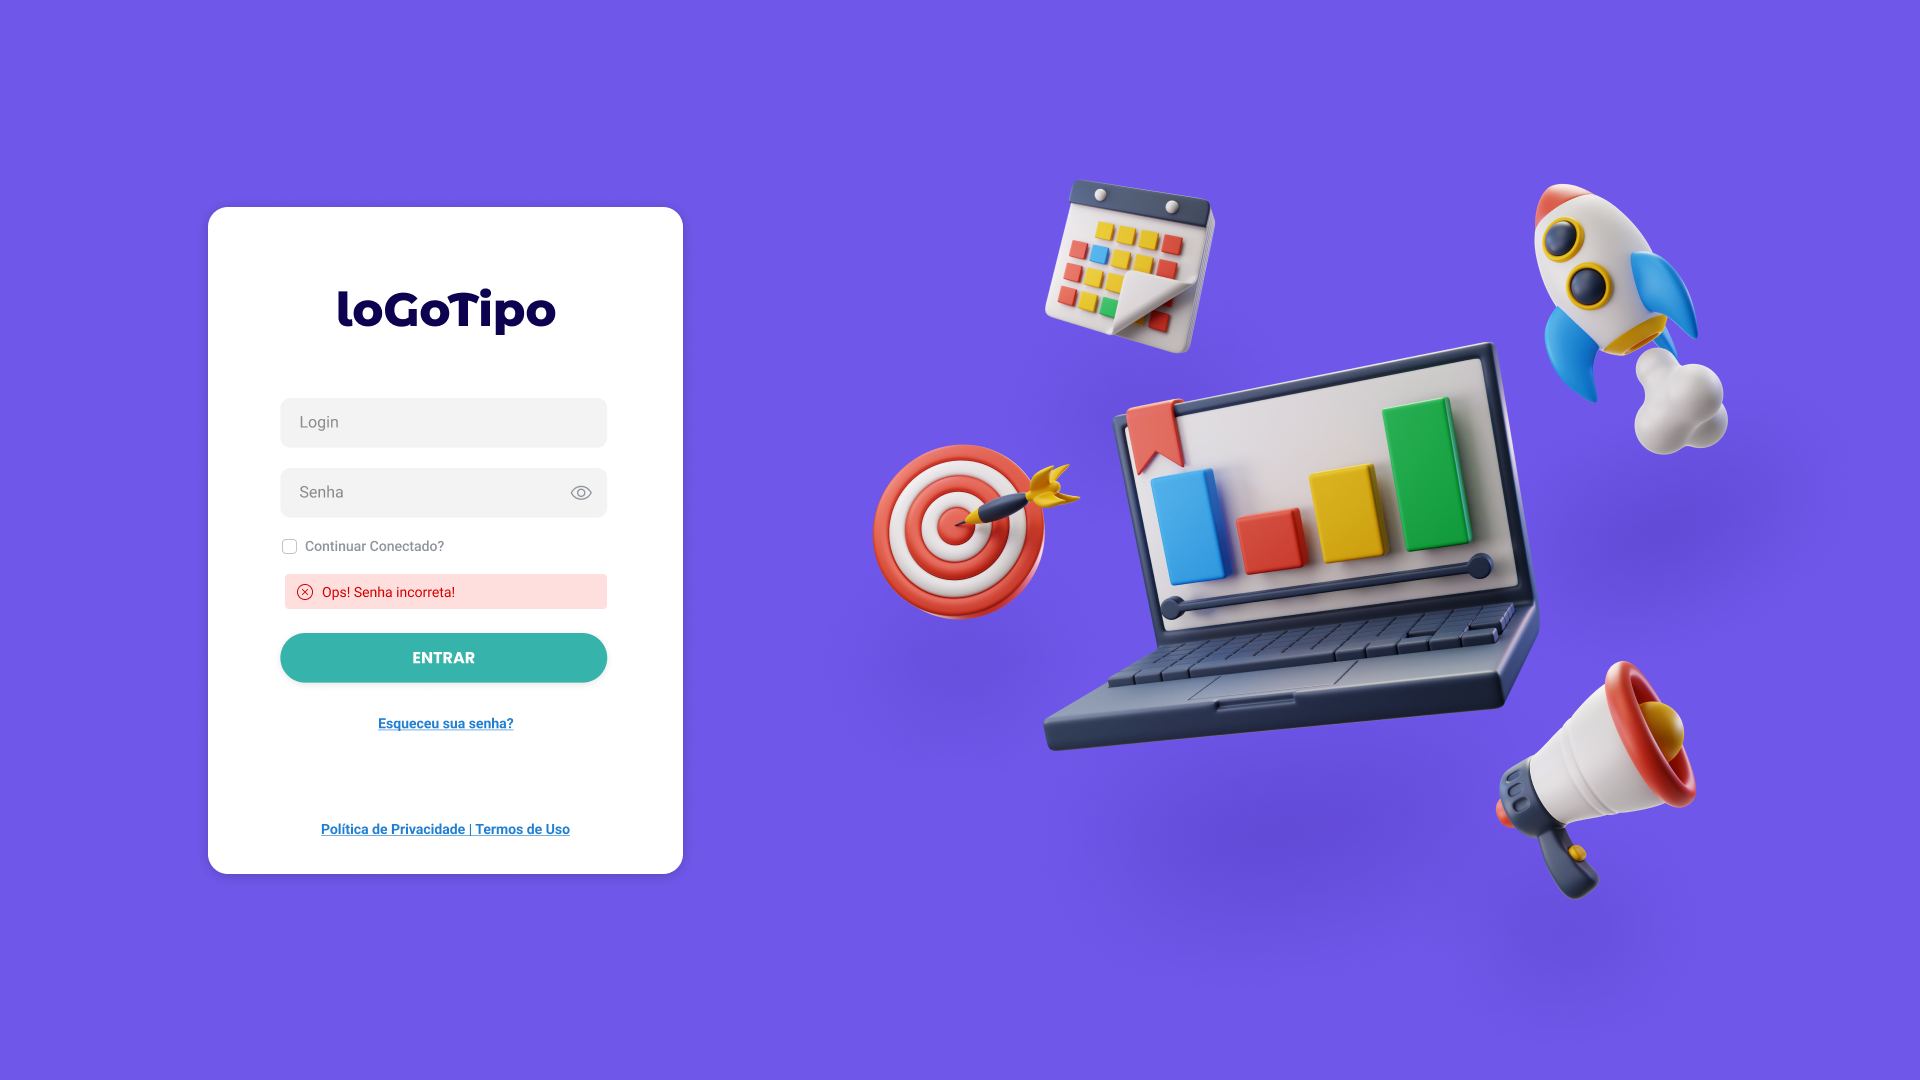 loGoTipo
Login
Senha
Continuar Conectado?
Ops! Senha incorreta!
ENTRAR
Esqueceu sua senha?
Política de Privacidade | Termos de Uso